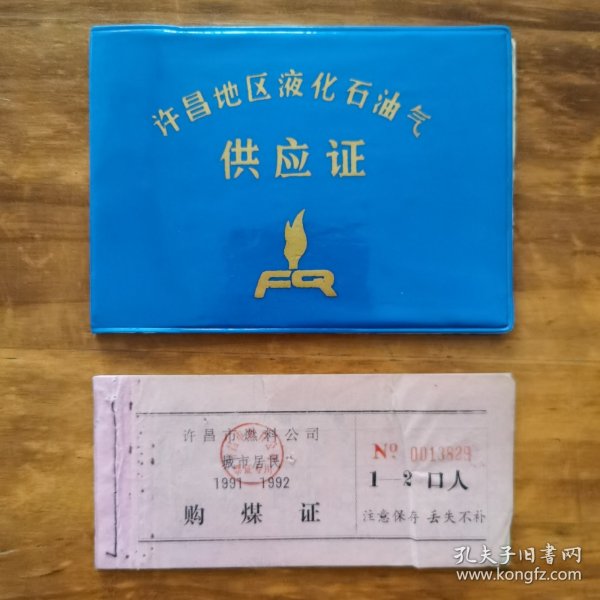 许昌地区液化石油气
供应证
FQ
许昌市燃料公司
城市居民
1991—1992
购煤证
No 0013829
1—2口人
注意保存 丢失不补
孔夫子旧书网
www.kongfz.com